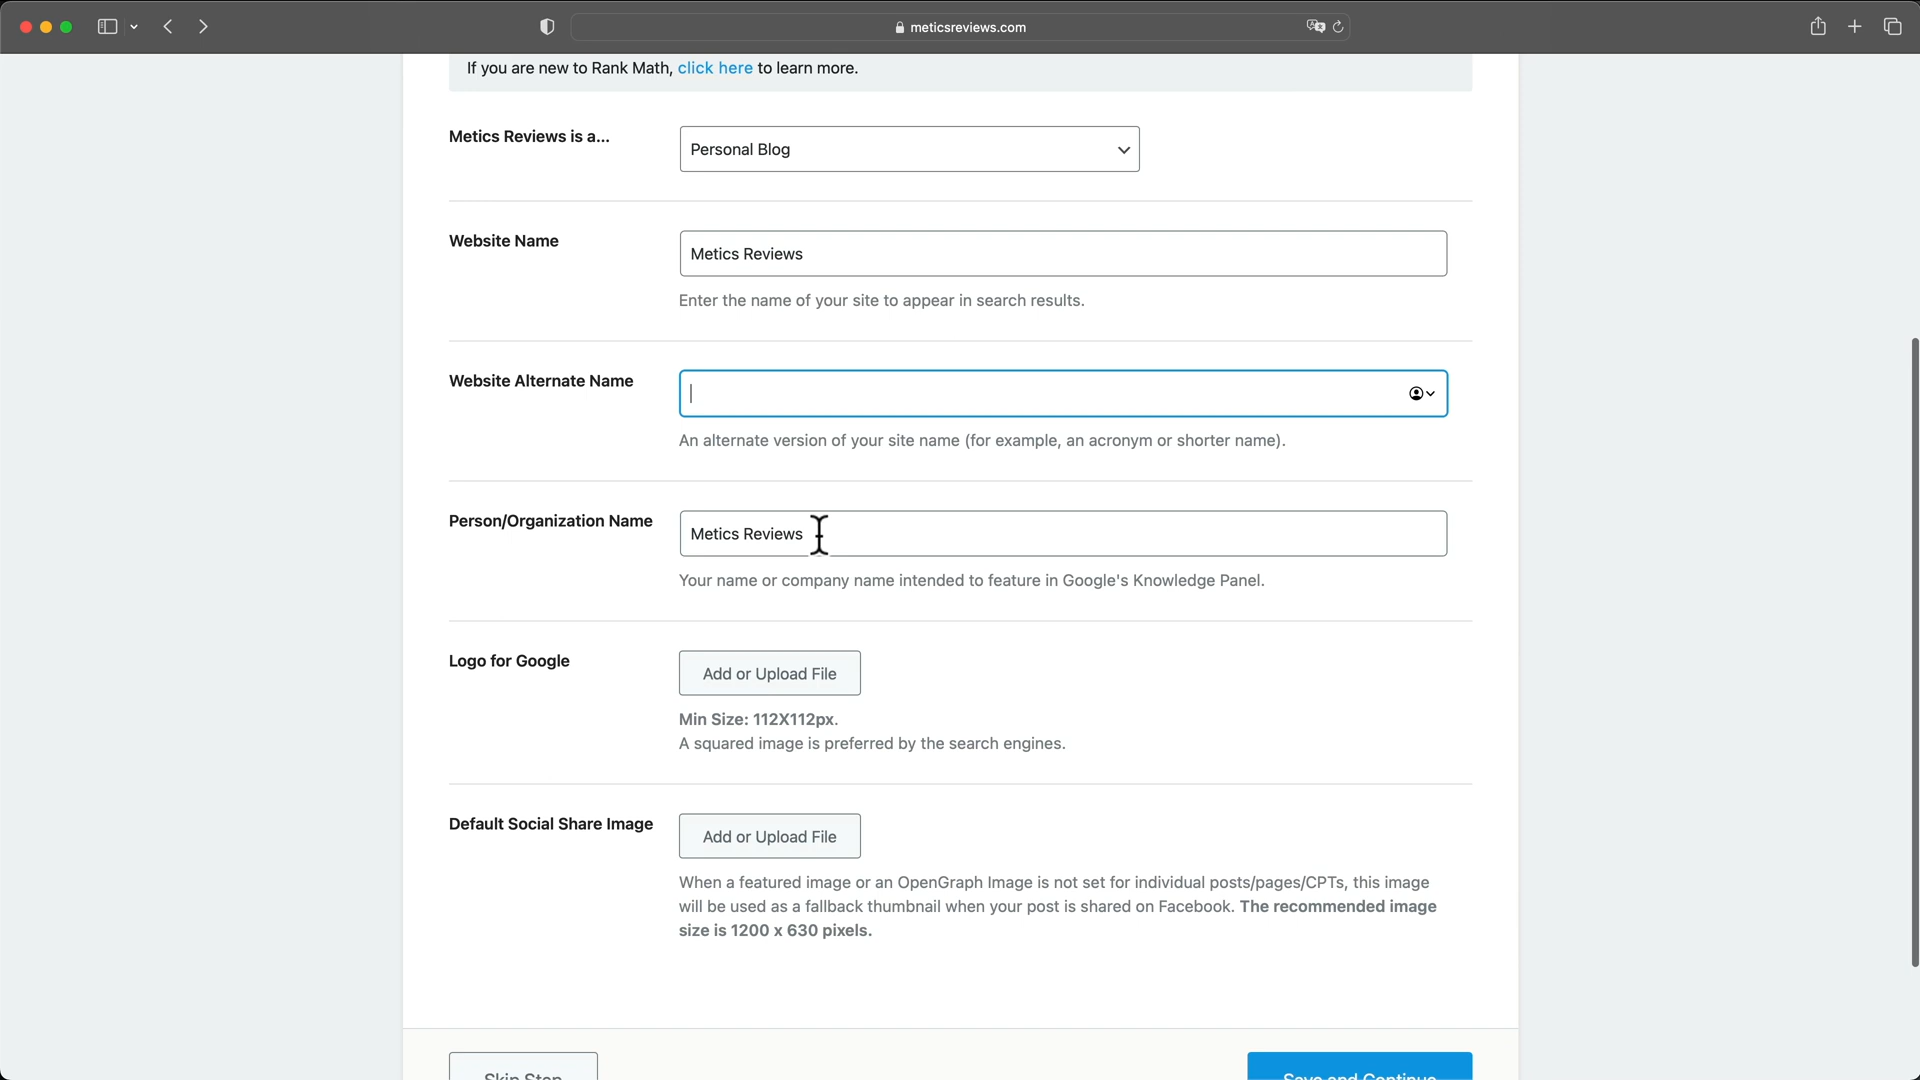 meticsreviews.com
If you are new to Rank Math, click here to learn more.
Metics Reviews is a...
Personal Blog
Website Name
Metics Reviews
Enter the name of your site to appear in search results.
Website Alternate Name
An alternate version of your site name (for example, an acronym or shorter name).
Person/Organization Name
Metics Reviews
Your name or company name intended to feature in Google's Knowledge Panel.
Logo for Google
Add or Upload File
Min Size: 112X112px.
A squared image is preferred by the search engines.
Default Social Share Image
Add or Upload File
When a featured image or an OpenGraph Image is not set for individual posts/pages/CPTs, this image
will be used as a fallback thumbnail when your post is shared on Facebook. The recommended image
size is 1200 x 630 pixels.
Skip Step
Save and Continue